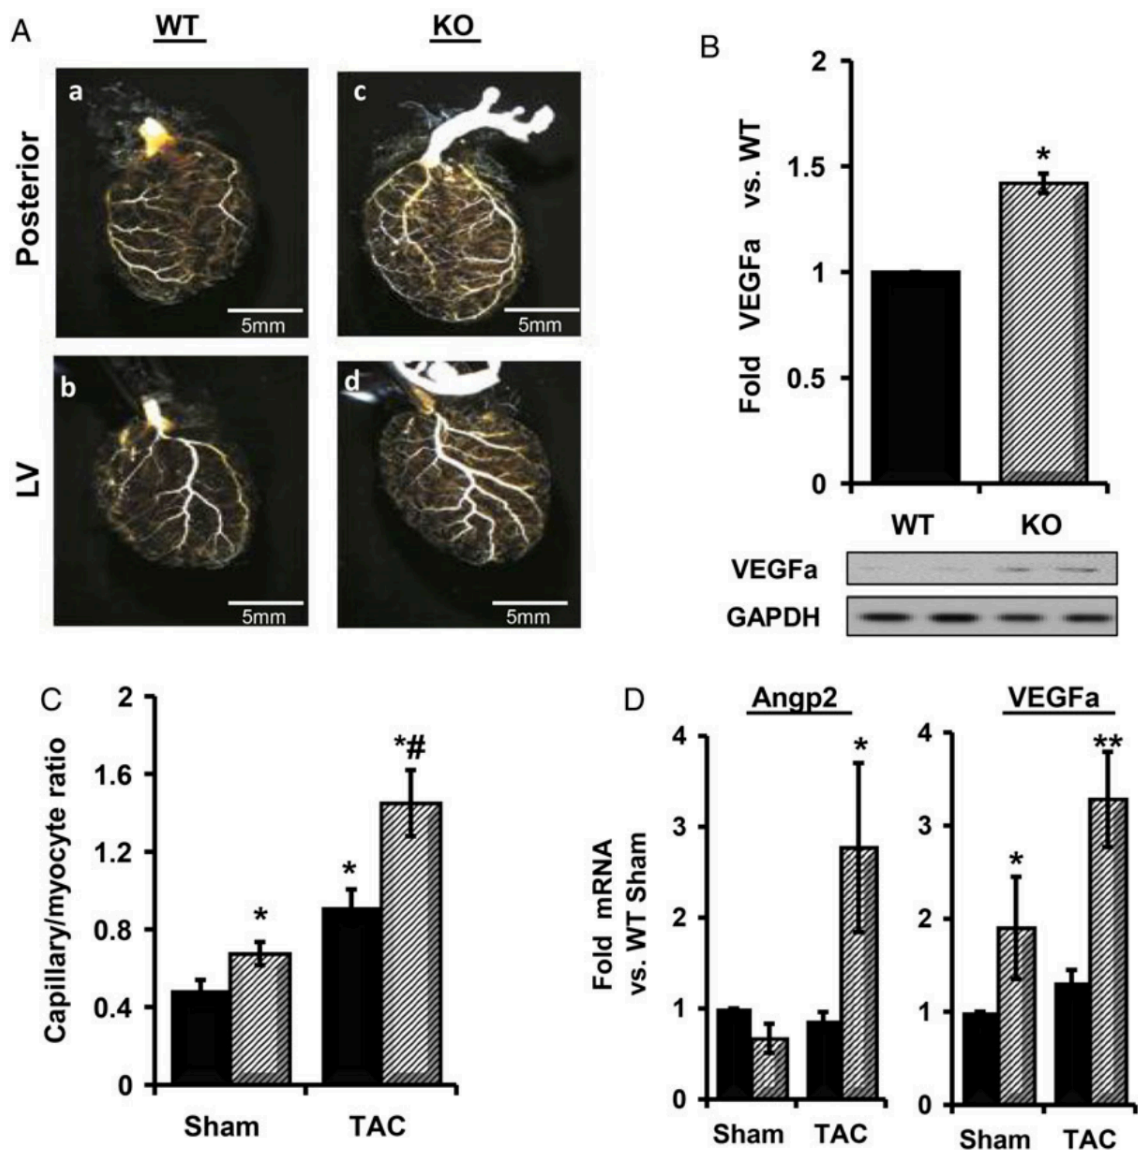 A
WT
KO
Posterior
LV
a
5mm
c
5mm
b
5mm
d
5mm
B
Fold VEGFa vs. WT
2
1.5
1
0.5
0
*
WT KO
VEGFa
GAPDH
C
Capillary/myocyte ratio
2
1.6
1.2
0.8
0.4
0
*
*
*#
Sham TAC
D
Fold mRNA
vs. WT Sham
Angp2
4
3
2
1
0
*
Sham TAC
VEGFa
4
3
2
1
0
*
**
Sham TAC